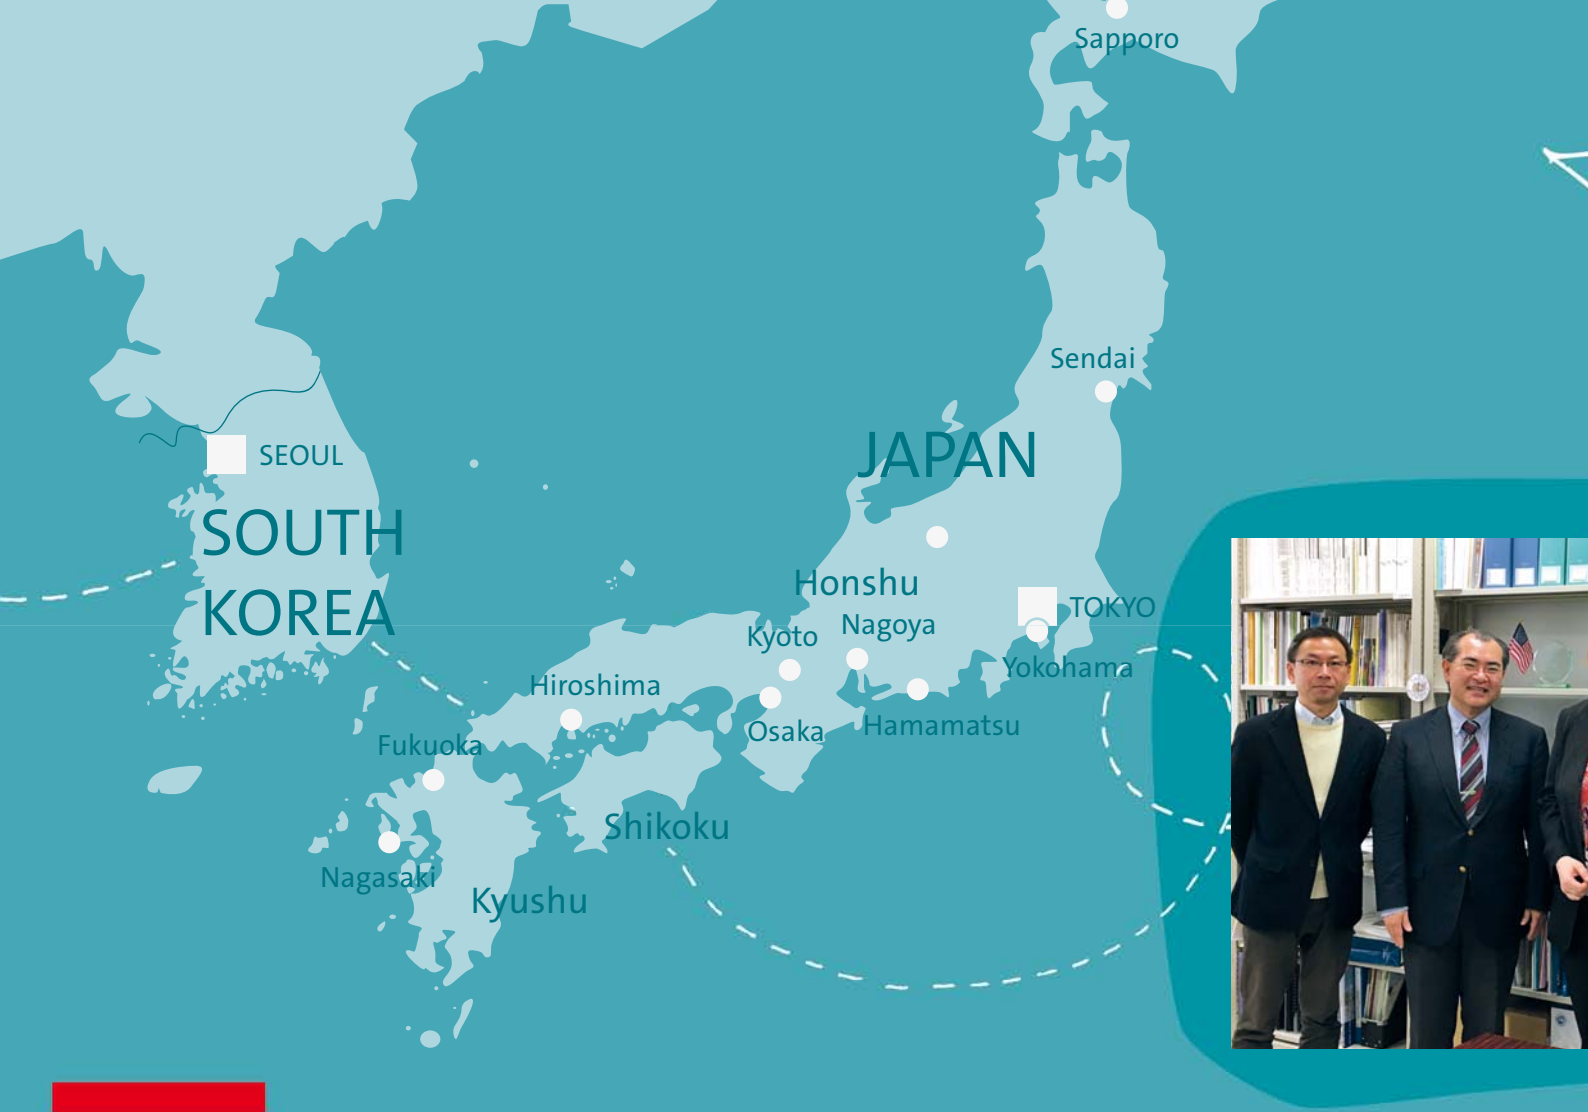 Sapporo
Sendai
JAPAN
SEOUL
SOUTH
KOREA
Honshu
TOKYO
Nagoya
Kyoto
Yokohama
Hiroshima
Hamamatsu
Osaka
Fukuoka
Shikoku
Nagasaki
Kyushu